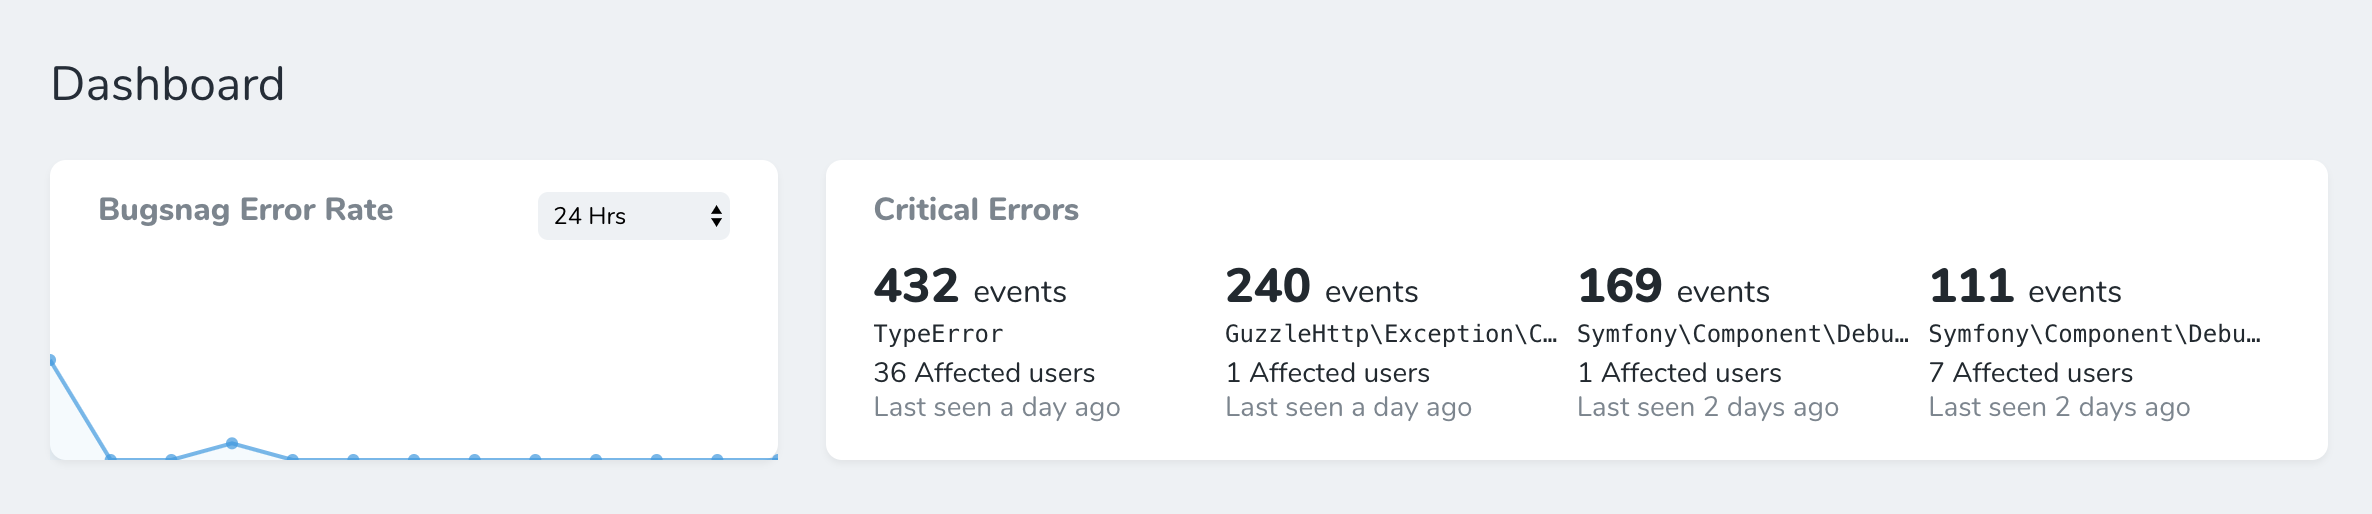 Dashboard
Bugsnag Error Rate
24 Hrs
Critical Errors
432 events
TypeError
36 Affected users
Last seen a day ago
240 events
GuzzleHttp\Exception\C…
1 Affected users
Last seen a day ago
169 events
Symfony\Component\Debu…
1 Affected users
Last seen 2 days ago
111 events
Symfony\Component\Debu…
7 Affected users
Last seen 2 days ago